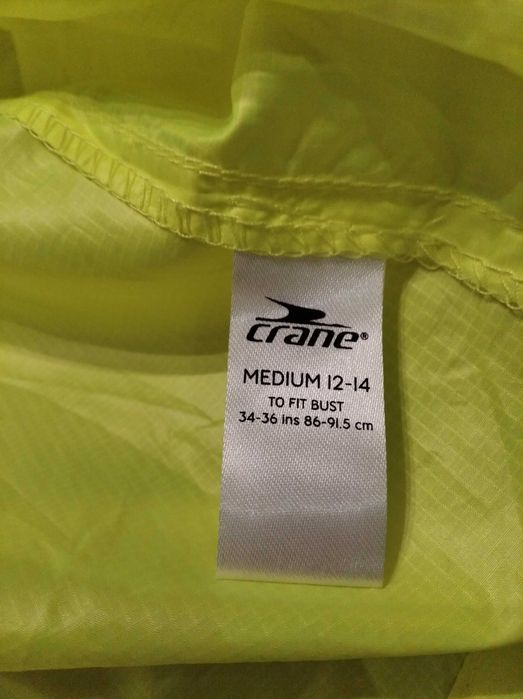 crane®
MEDIUM 12-14
TO FIT BUST
34-36 ins 86-91.5 cm